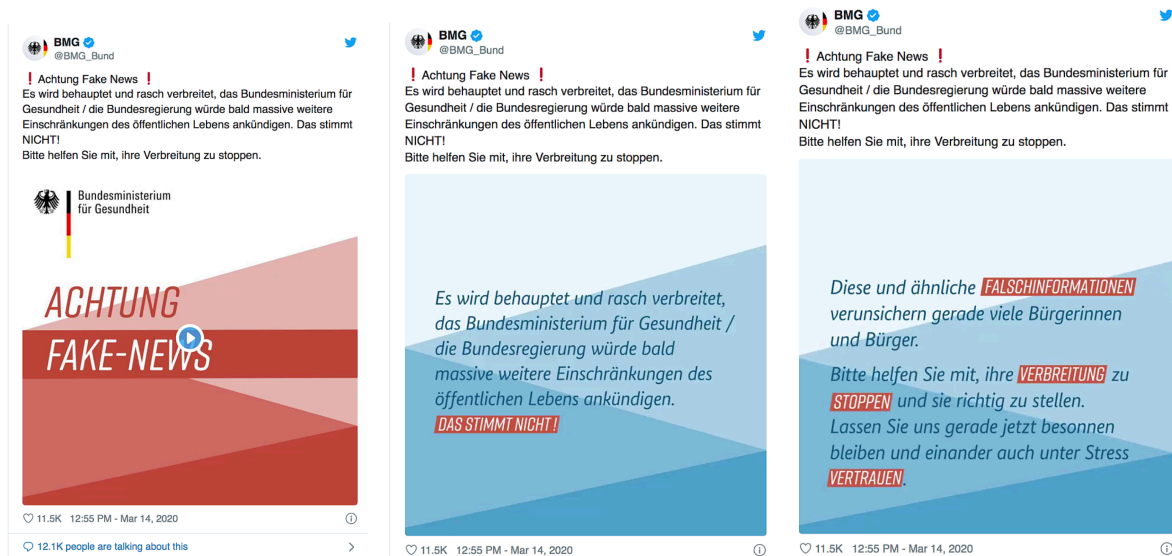 BMG
@BMG_Bund
❗ Achtung Fake News ❗
Es wird behauptet und rasch verbreitet, das Bundesministerium für
Gesundheit / die Bundesregierung würde bald massive weitere
Einschränkungen des öffentlichen Lebens ankündigen. Das stimmt
NICHT!
Bitte helfen Sie mit, ihre Verbreitung zu stoppen.
Bundesministerium
für Gesundheit
ACHTUNG
FAKE-NEWS
11.5K 12:55 PM - Mar 14, 2020
12.1K people are talking about this
BMG
@BMG_Bund
❗ Achtung Fake News ❗
Es wird behauptet und rasch verbreitet, das Bundesministerium für
Gesundheit / die Bundesregierung würde bald massive weitere
Einschränkungen des öffentlichen Lebens ankündigen. Das stimmt
NICHT!
Bitte helfen Sie mit, ihre Verbreitung zu stoppen.
Es wird behauptet und rasch verbreitet,
das Bundesministerium für Gesundheit /
die Bundesregierung würde bald
massive weitere Einschränkungen des
öffentlichen Lebens ankündigen.
DAS STIMMT NICHT!
11.5K 12:55 PM - Mar 14, 2020
BMG
@BMG_Bund
❗ Achtung Fake News ❗
Es wird behauptet und rasch verbreitet, das Bundesministerium für
Gesundheit / die Bundesregierung würde bald massive weitere
Einschränkungen des öffentlichen Lebens ankündigen. Das stimmt
NICHT!
Bitte helfen Sie mit, ihre Verbreitung zu stoppen.
Diese und ähnliche FALSCHINFORMATIONEN
verunsichern gerade viele Bürgerinnen
und Bürger.
Bitte helfen Sie mit, ihre VERBREITUNG zu
STOPPEN und sie richtig zu stellen.
Lassen Sie uns gerade jetzt besonnen
bleiben und einander auch unter Stress
VERTRAUEN.
11.5K 12:55 PM - Mar 14, 2020